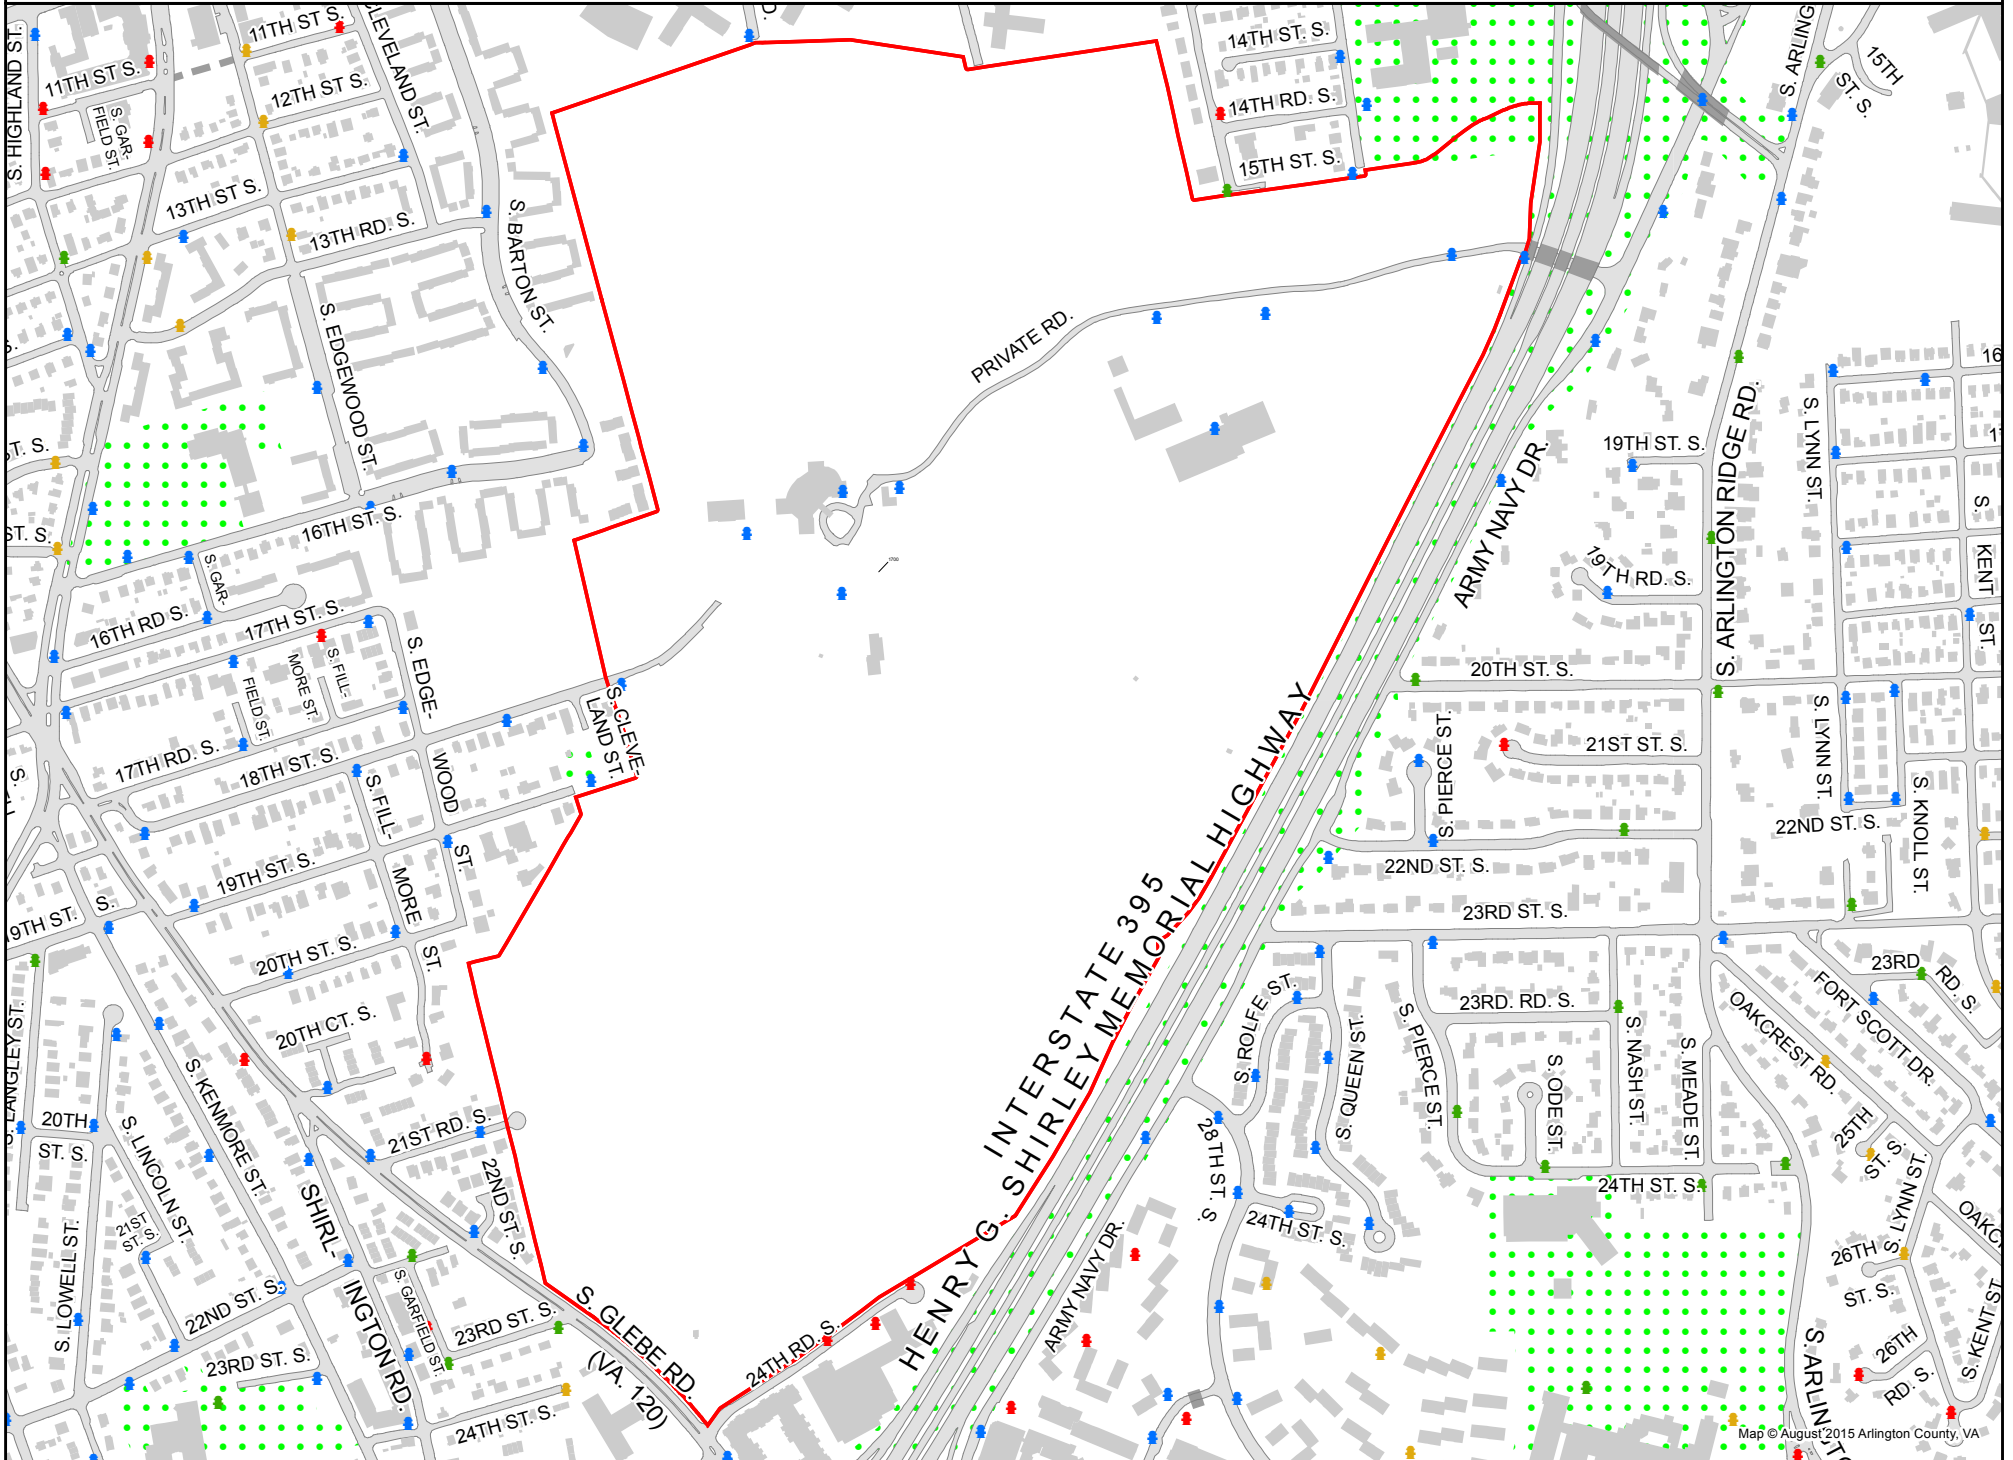 S. HIGHLAND ST.
11TH ST S.
CLEVELAND ST.
D.
11TH ST S.
S. GAR-
FIELD ST.
12TH ST S.
13TH ST S.
13TH RD. S.
S. BARTON ST.
S. EDGEWOOD ST.
14TH ST. S.
14TH RD. S.
15TH ST. S.
S. ARLING
15TH
ST. S.
PRIVATE RD.
S.
ST. S.
ST. S.
16TH ST. S.
S. GAR-
16TH RD S.
17TH ST. S.
S. FILL-
MORE ST.
FIELD ST.
S. EDGE-
WOOD
ST.
17TH RD. S.
18TH ST. S.
S. FILL-
MORE
ST.
S. CLEVE-
LAND ST.
1700
19TH ST. S.
19TH ST.
S.
20TH ST. S.
20TH CT. S.
S. LANGLEY ST.
20TH
ST. S.
S. LINCOLN ST.
S. KENMORE ST.
21ST RD. S.
22ND ST. S.
21ST
ST. S.
S. LOWELL ST.
22ND ST. S.
SHIRL-
INGTON RD.
S. GARFIELD ST.
23RD ST. S.
23RD ST. S.
24TH ST. S.
S. GLEBE RD.
(VA. 120)
24TH RD. S.
INTERSTATE 395
HENRY G. SHIRLEY MEMORIAL HIGHWAY
ARMY NAVY DR.
ARMY NAVY DR.
S. ARLINGTON RIDGE RD.
19TH ST. S.
19TH RD. S.
20TH ST. S.
21ST ST. S.
S. PIERCE ST.
22ND ST. S.
23RD ST. S.
S. LYNN ST.
16
S.
KENT
ST.
S. LYNN ST.
22ND ST. S.
S. KNOLL ST.
23RD
RD. S.
FORT SCOTT DR.
OAKCREST RD.
S. ROLFE ST.
S. QUEEN ST.
S. PIERCE ST.
23RD. RD. S.
S. NASH ST.
S. ODE ST.
S. MEADE ST.
24TH ST. S.
28TH ST. S.
24TH ST. S.
25TH
ST. S.
S. LYNN ST.
26TH
ST. S.
OAKC
26TH
RD. S.
S. KENT ST
S. ARLINGTO
Map © August 2015 Arlington County, VA